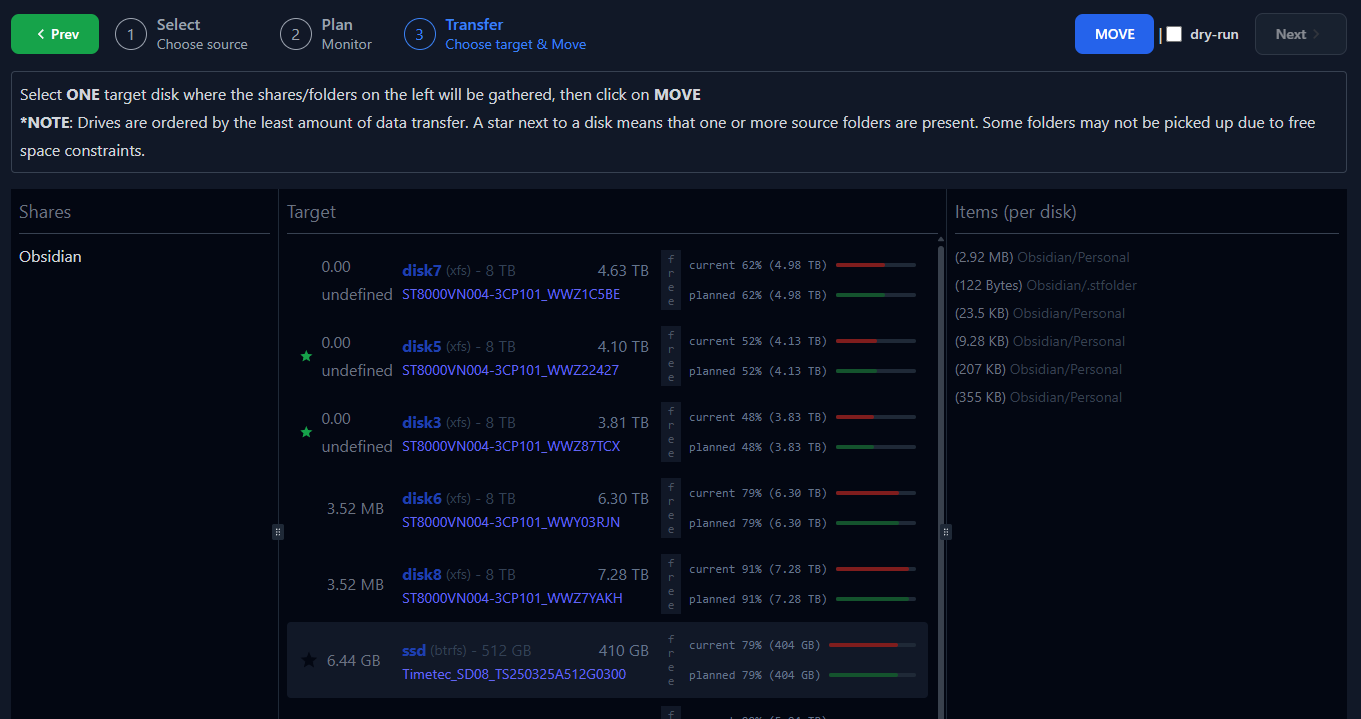 Prev
1
Select
Choose source
2
Plan
Monitor
3
Transfer
Choose target & Move
MOVE
| dry-run
Next
Select ONE target disk where the shares/folders on the left will be gathered, then click on MOVE
*NOTE: Drives are ordered by the least amount of data transfer. A star next to a disk means that one or more source folders are present. Some folders may not be picked up due to free
space constraints.
Shares
Obsidian
Target
0.00
undefined
disk7 (xfs) - 8 TB
4.63 TB
ST8000VN004-3CP101_WWZ1C5BE
free
current 62% (4.98 TB)
planned 62% (4.98 TB)
0.00
undefined
disk5 (xfs) - 8 TB
4.10 TB
ST8000VN004-3CP101_WWZ22427
free
current 52% (4.13 TB)
planned 52% (4.13 TB)
0.00
undefined
disk3 (xfs) - 8 TB
3.81 TB
ST8000VN004-3CP101_WWZ87TCX
free
current 48% (3.83 TB)
planned 48% (3.83 TB)
3.52 MB
disk6 (xfs) - 8 TB
6.30 TB
ST8000VN004-3CP101_WWY03RJN
free
current 79% (6.30 TB)
planned 79% (6.30 TB)
3.52 MB
disk8 (xfs) - 8 TB
7.28 TB
ST8000VN004-3CP101_WWZ7YAKH
free
current 91% (7.28 TB)
planned 91% (7.28 TB)
6.44 GB
ssd (btrfs) - 512 GB
410 GB
Timetec_SD08_TS250325A512G0300
free
current 79% (404 GB)
planned 79% (404 GB)
Items (per disk)
(2.92 MB) Obsidian/Personal
(122 Bytes) Obsidian/.stfolder
(23.5 KB) Obsidian/Personal
(9.28 KB) Obsidian/Personal
(207 KB) Obsidian/Personal
(355 KB) Obsidian/Personal